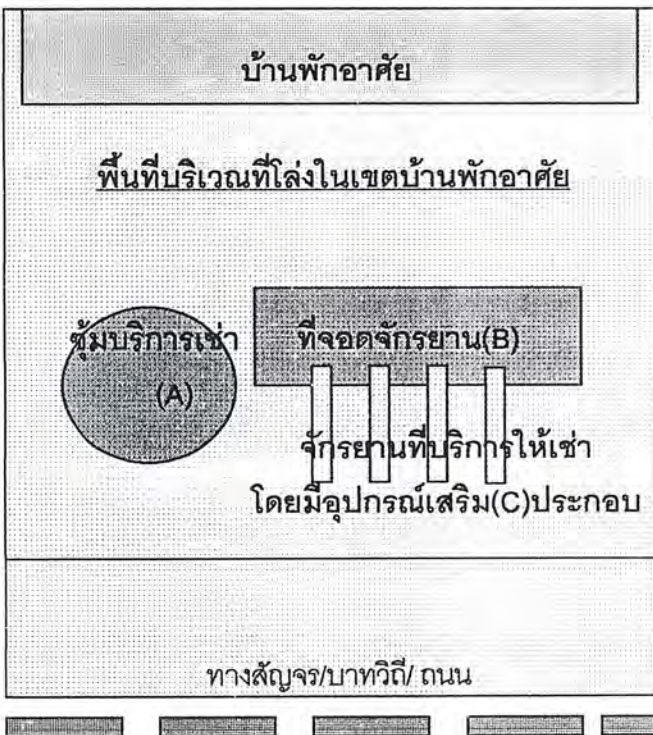 บ้านพักอาศัย
พื้นที่บริเวณที่โล่งในเขตบ้านพักอาศัย
ซุ้มบริการเช่า
(A)
ที่จอดจักรยาน(B)
จักรยานที่บริการให้เช่า
โดยมีอุปกรณ์เสริม(C)ประกอบ
ทางสัญจร/บาทวิถี/ ถนน